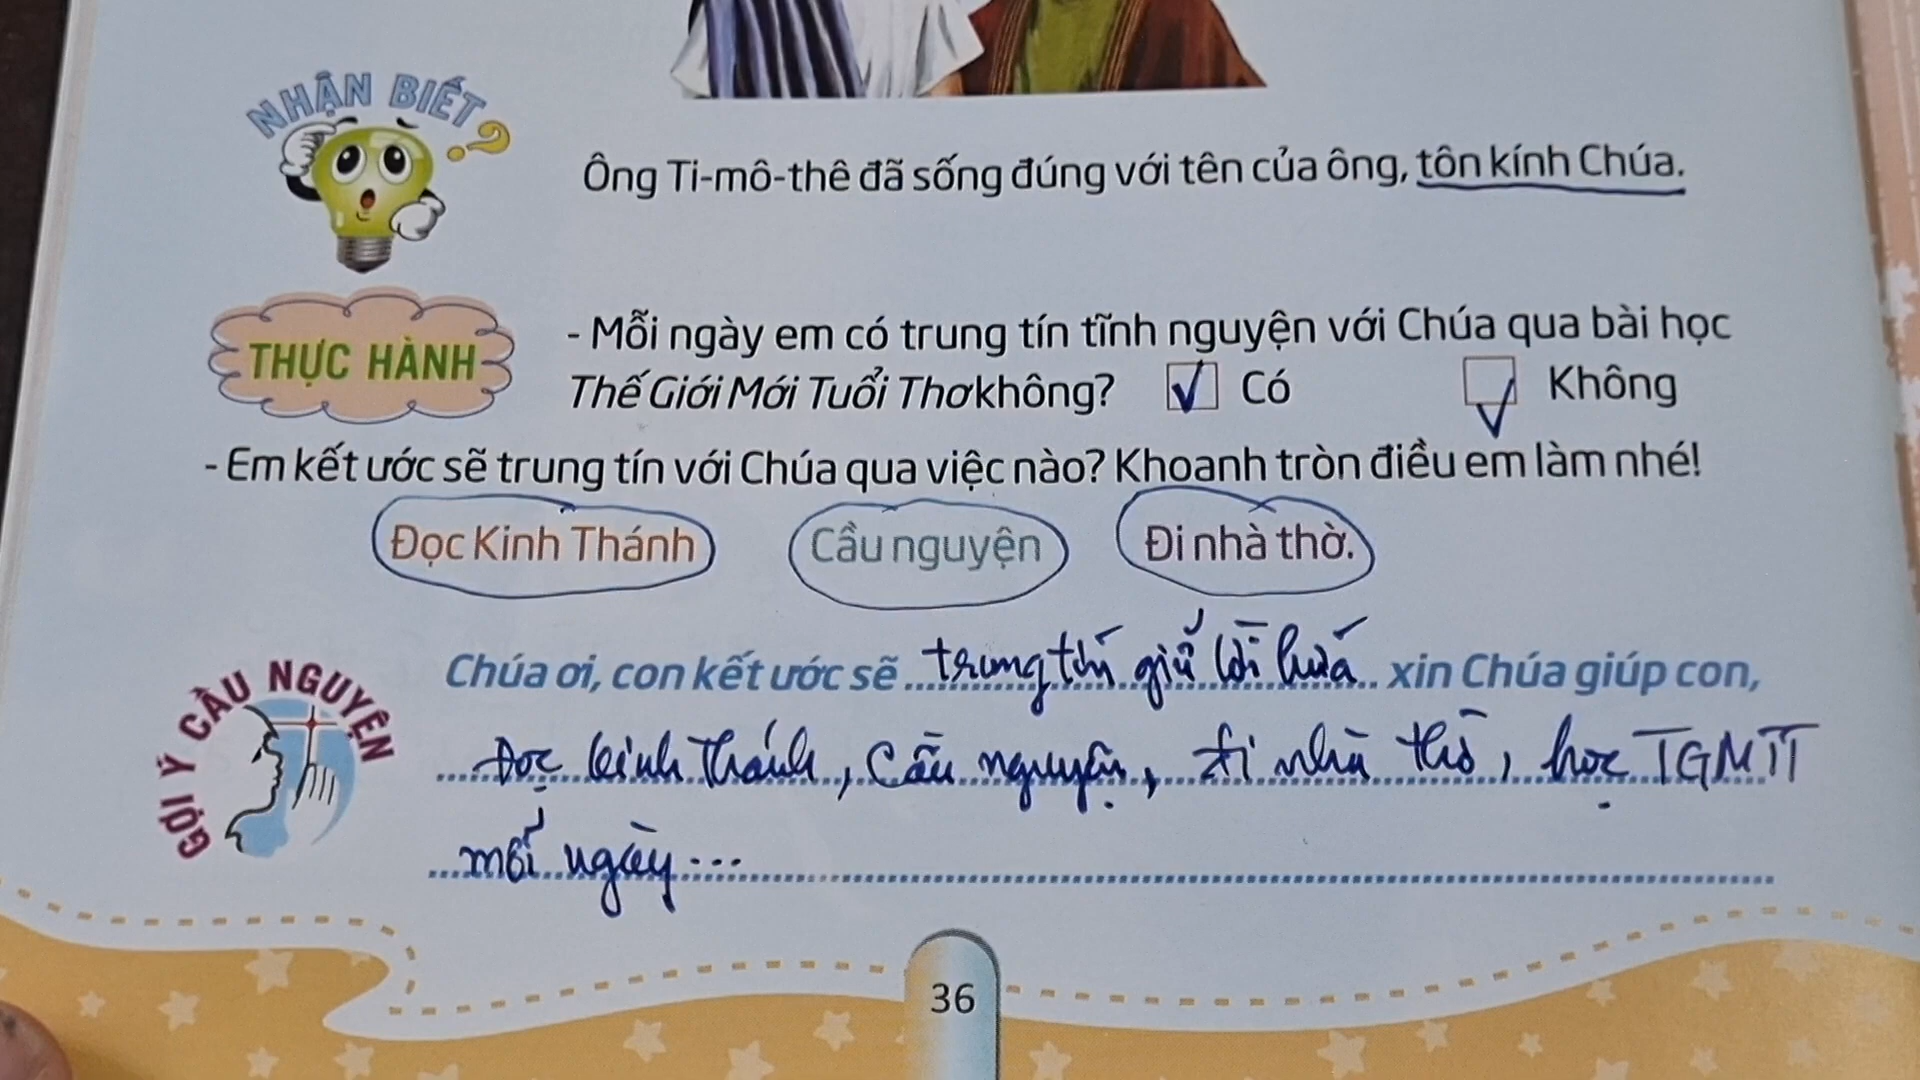 NHẬN BIẾT?
Ông Ti-mô-thê đã sống đúng với tên của ông, tôn kính Chúa.
THỰC HÀNH
- Mỗi ngày em có trung tín tĩnh nguyện với Chúa qua bài học
Thế Giới Mới Tuổi Thơ không? Có Không
- Em kết ước sẽ trung tín với Chúa qua việc nào? Khoanh tròn điều em làm nhé!
Đọc Kinh Thánh Cầu nguyện Đi nhà thờ.
GỢI Ý CẦU NGUYỆN
Chúa ơi, con kết ước sẽ trung tín giữ lời hứa xin Chúa giúp con,
Đọc kinh Thánh, Cầu nguyện, đi nhà thờ, học TGMTT
mỗi ngày...
36